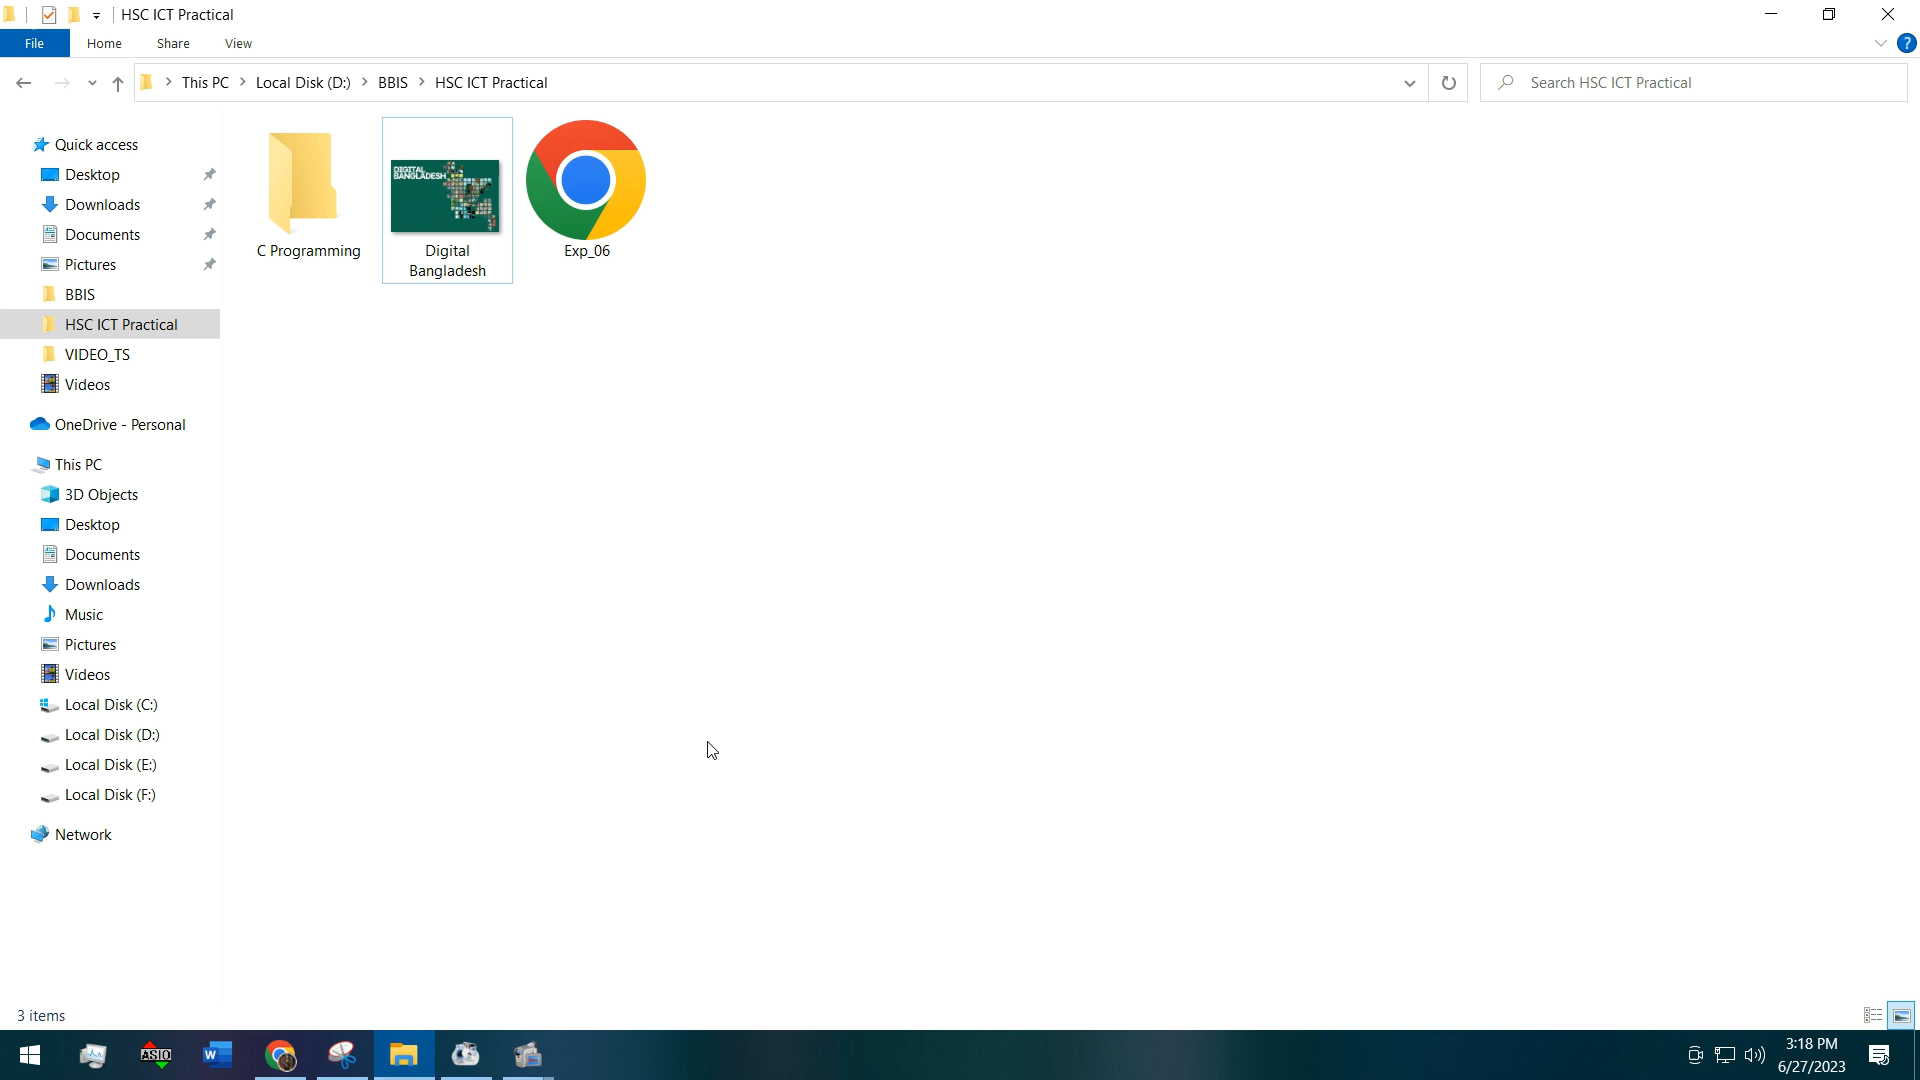 HSC ICT Practical
File Home Share View
?
This PC > Local Disk (D:) > BBIS > HSC ICT Practical
Search HSC ICT Practical
Quick access
Desktop
Downloads
Documents
Pictures
BBIS
HSC ICT Practical
VIDEO_TS
Videos
OneDrive - Personal
This PC
3D Objects
Desktop
Documents
Downloads
Music
Pictures
Videos
Local Disk (C:)
Local Disk (D:)
Local Disk (E:)
Local Disk (F:)
Network
C Programming
DIGITAL
BANGLADESH
Digital
Bangladesh
Exp_06
3 items
ASIO
W
3:18 PM
6/27/2023